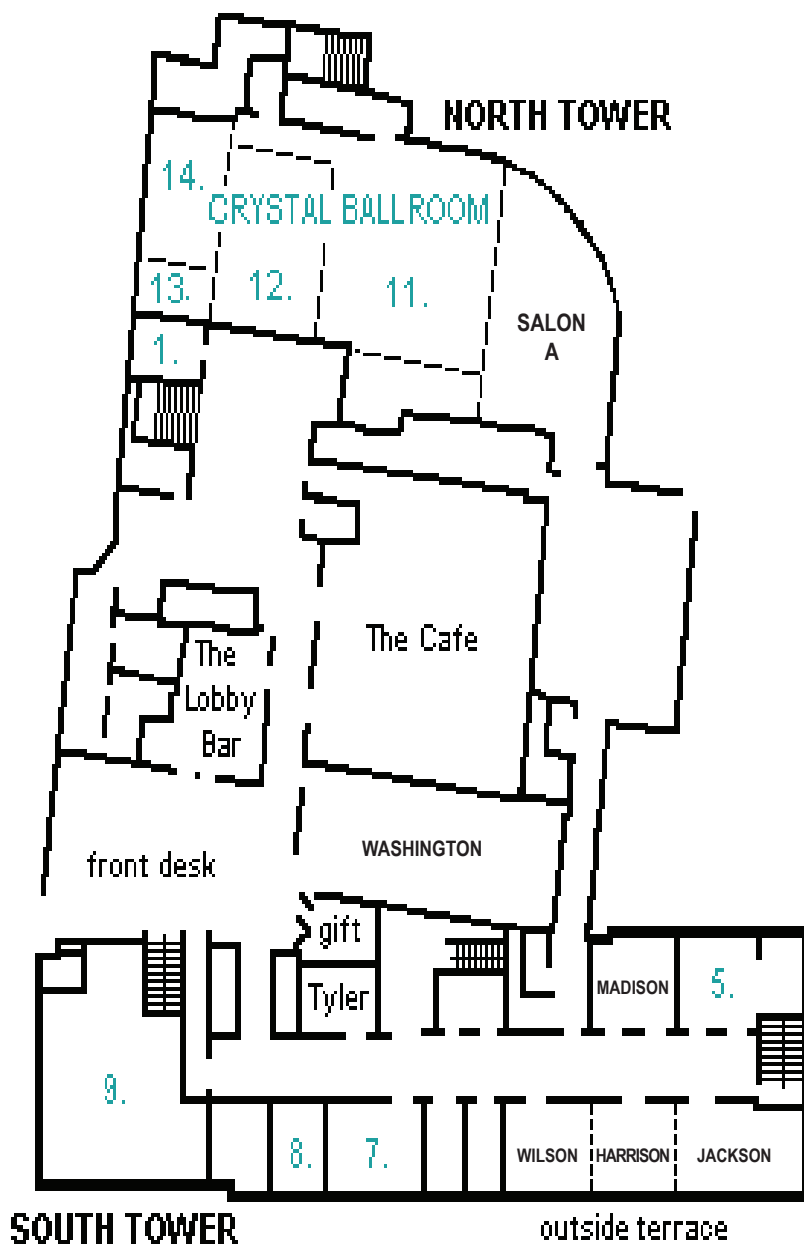 NORTH TOWER
14.
CRYSTAL BALLROOM
13.
12.
11.
SALON
A
1.
The Cafe
The
Lobby
Bar
WASHINGTON
front desk
gift
Tyler
MADISON
5.
9.
8.
7.
WILSON
HARRISON
JACKSON
SOUTH TOWER
outside terrace